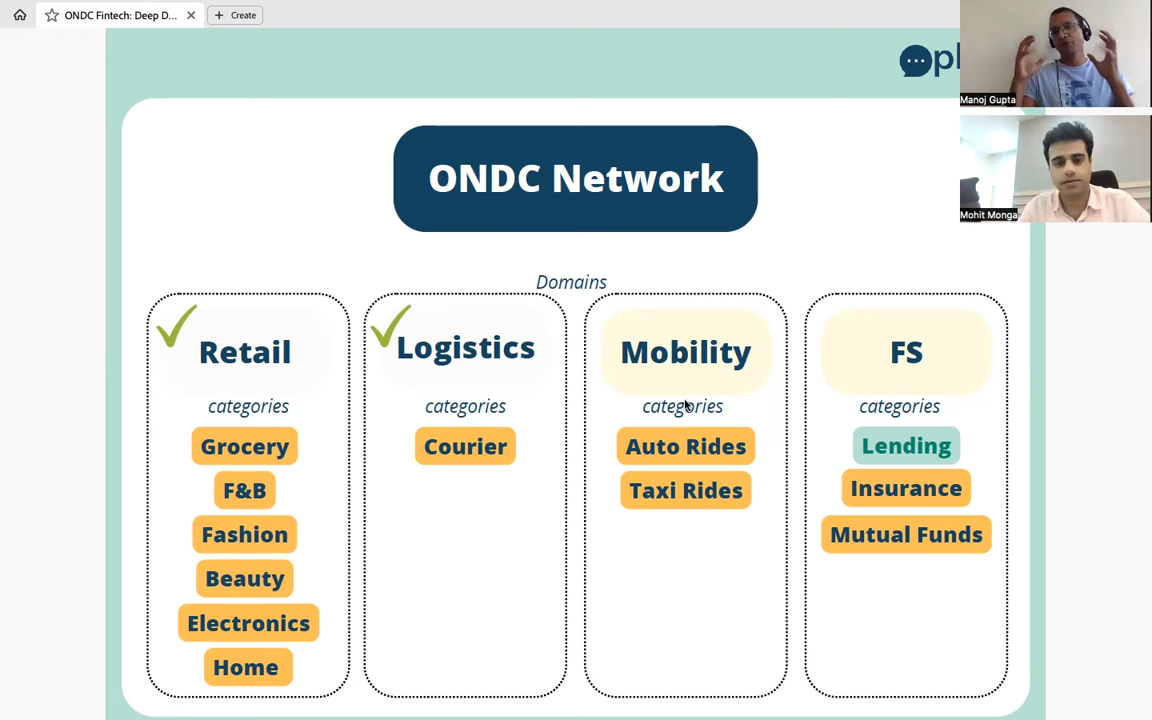 ONDC Fintech: Deep D...
Create
Manoj Gupta
Mohit Monga
ONDC Network
Domains
Retail
categories
Grocery
F&B
Fashion
Beauty
Electronics
Home
Logistics
categories
Courier
Mobility
categories
Auto Rides
Taxi Rides
FS
categories
Lending
Insurance
Mutual Funds